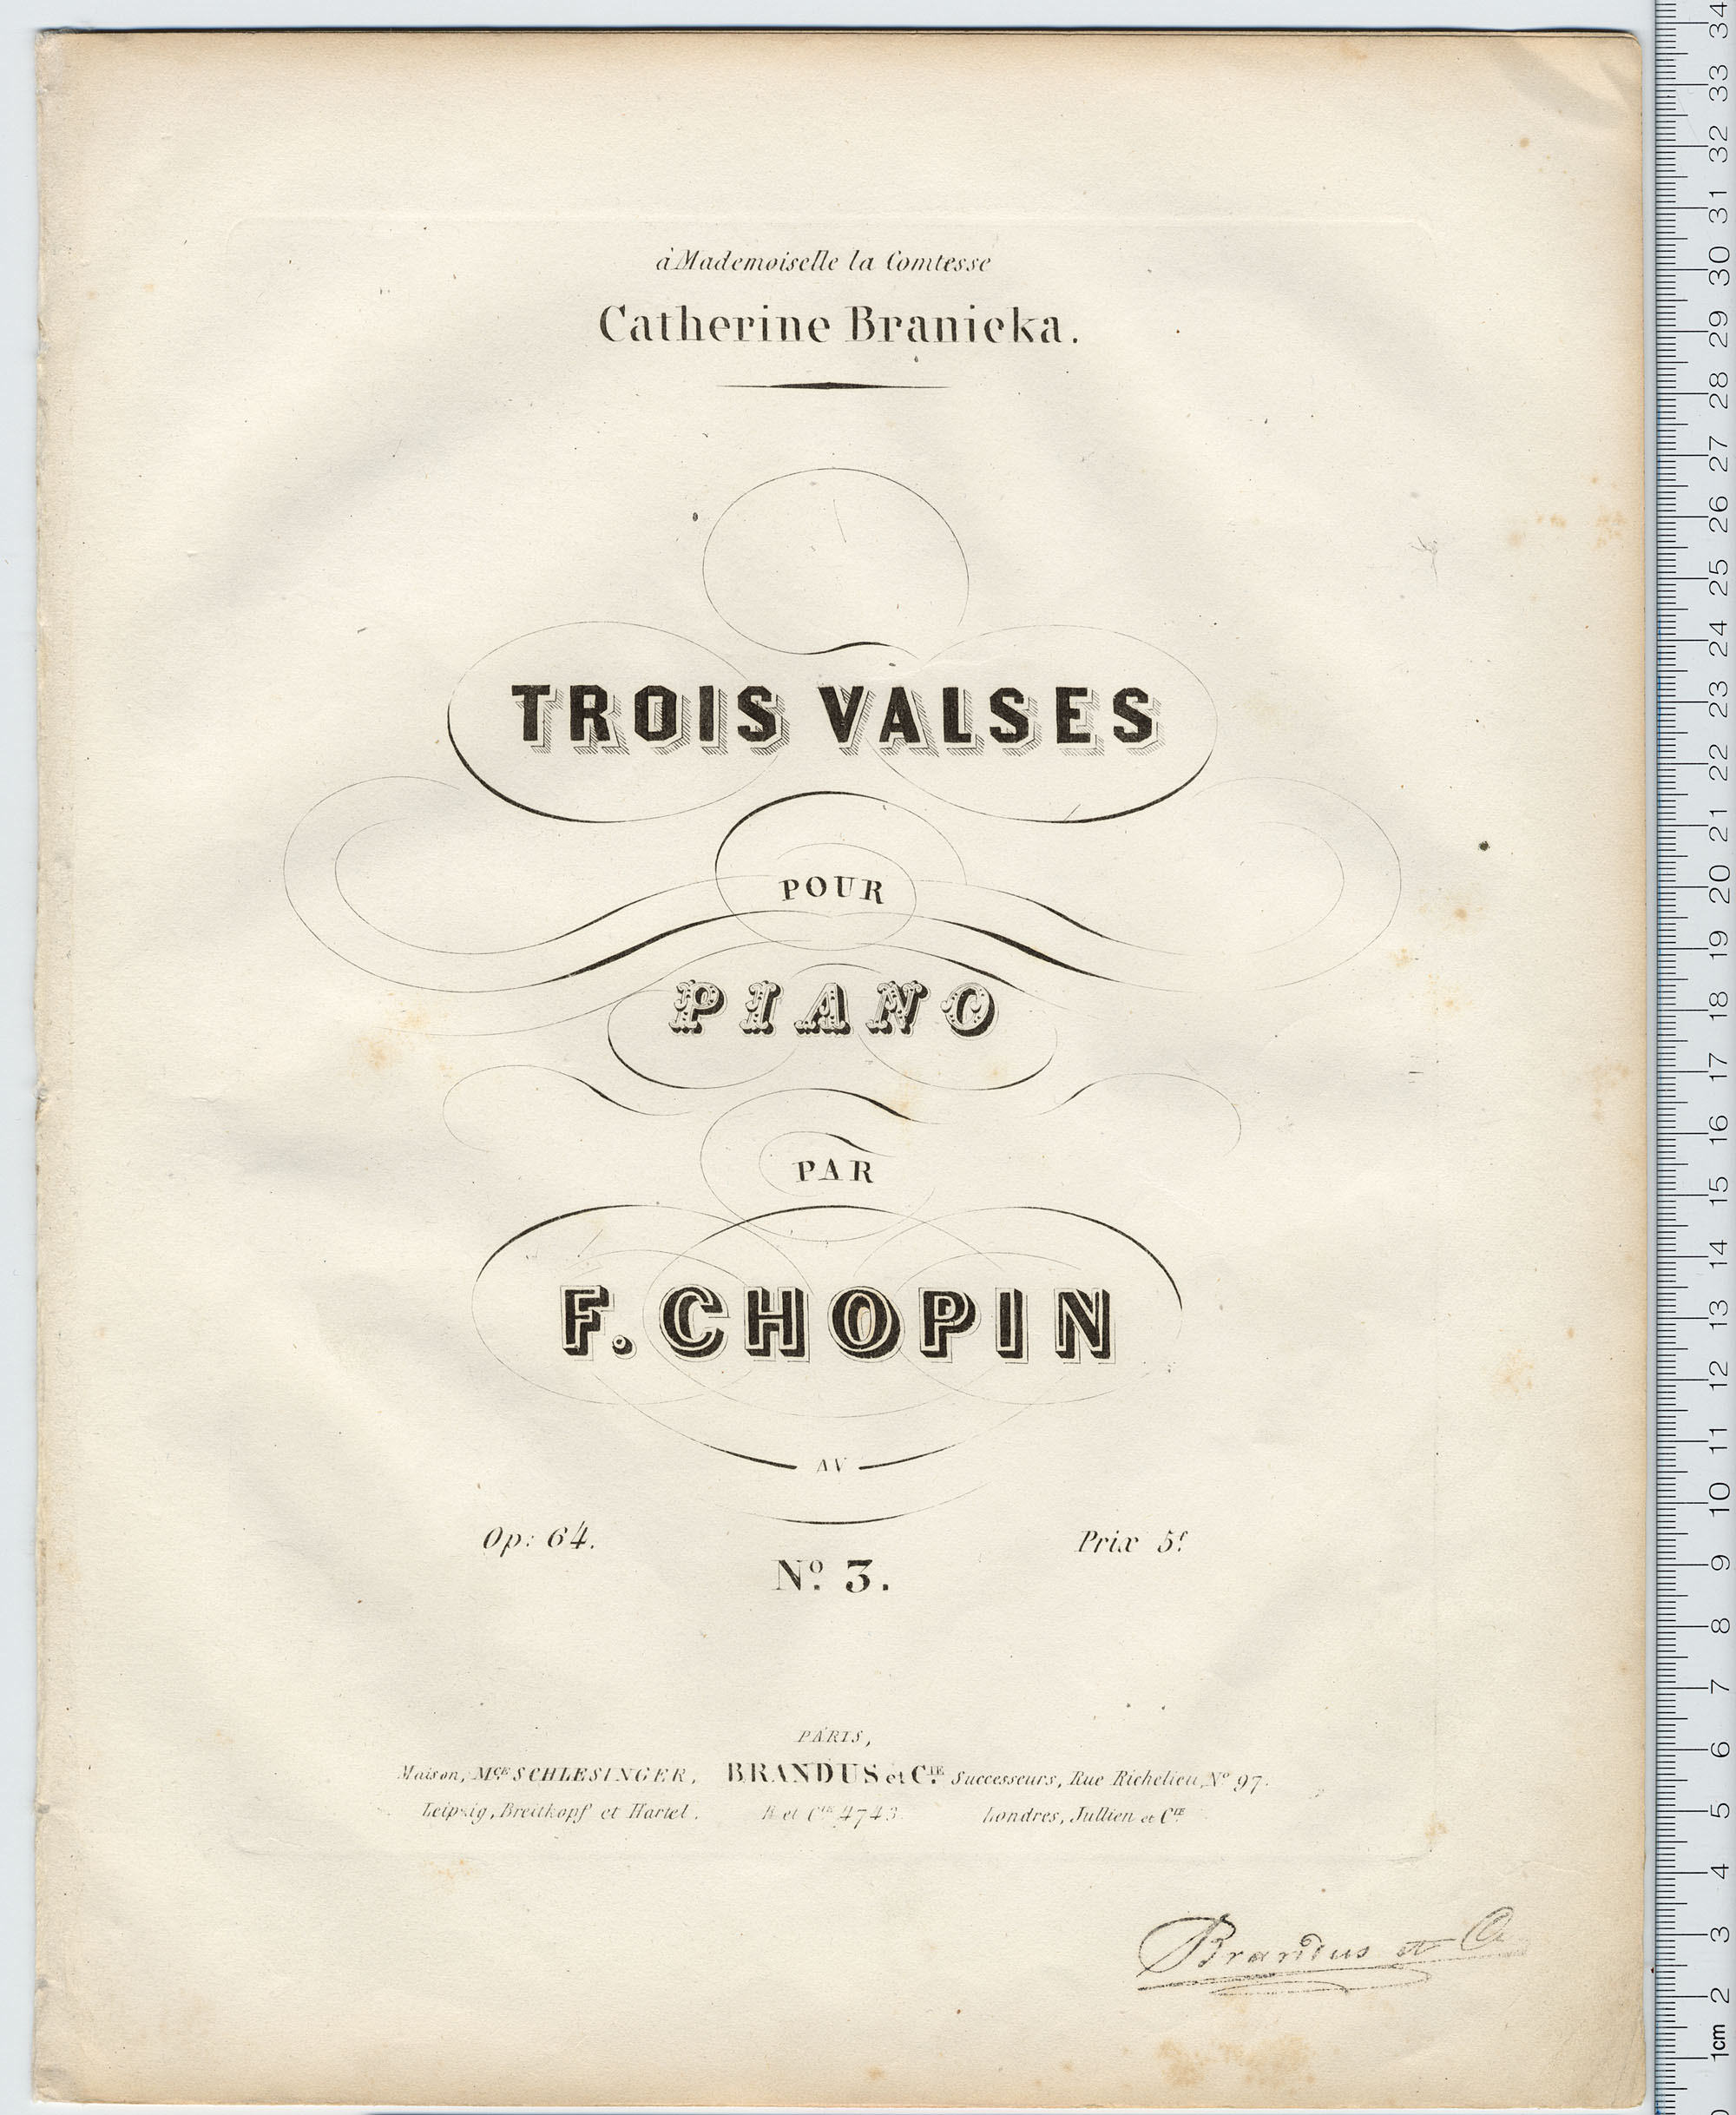 à Mademoiselle la Comtesse
Catherine Branicka.
TROIS VALSES
POUR
PIANO
PAR
F. CHOPIN
AV
Op: 64.
Prix 5f
No. 3.
PARIS,
Maison, Mce SCHLESINGER, BRANDUS et Cie. Successeurs, Rue Richelieu, No 97.
Leipzig, Breitkopf et Hartel. B et Cie 4743. Londres, Jullien et Cie
Brandus et Cie
34
33
32
31
30
29
28
27
26
25
24
23
22
21
20
19
18
17
16
15
14
13
12
11
10
9
8
7
6
5
4
3
2
1cm
0